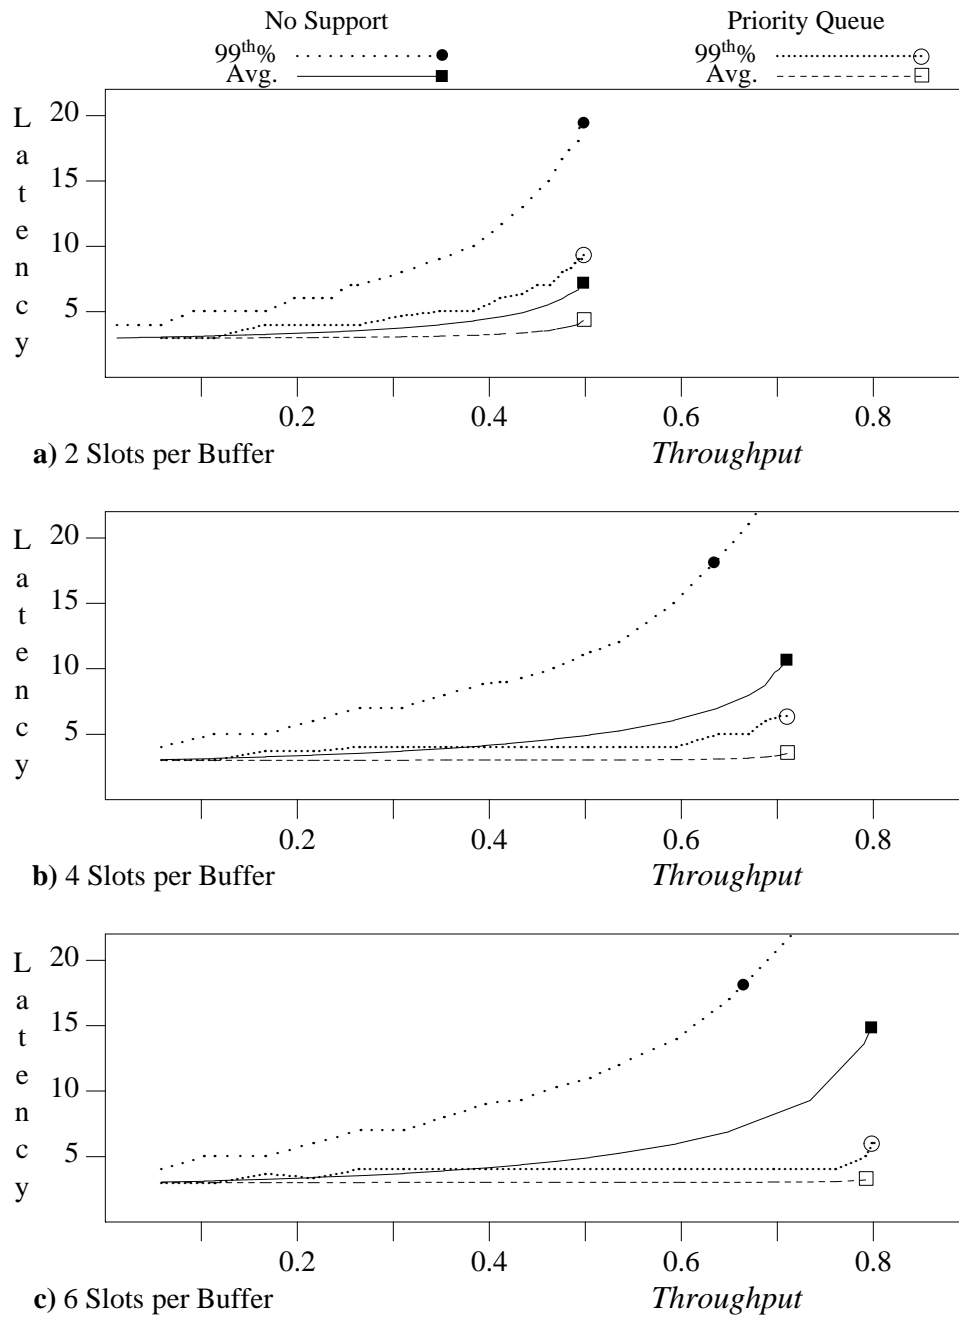 No Support Priority Queue
99th% 99th%
Avg. Avg.
Latency
20
15
10
5
0.2 0.4 0.6 0.8
a) 2 Slots per Buffer Throughput
Latency
20
15
10
5
0.2 0.4 0.6 0.8
b) 4 Slots per Buffer Throughput
Latency
20
15
10
5
0.2 0.4 0.6 0.8
c) 6 Slots per Buffer Throughput